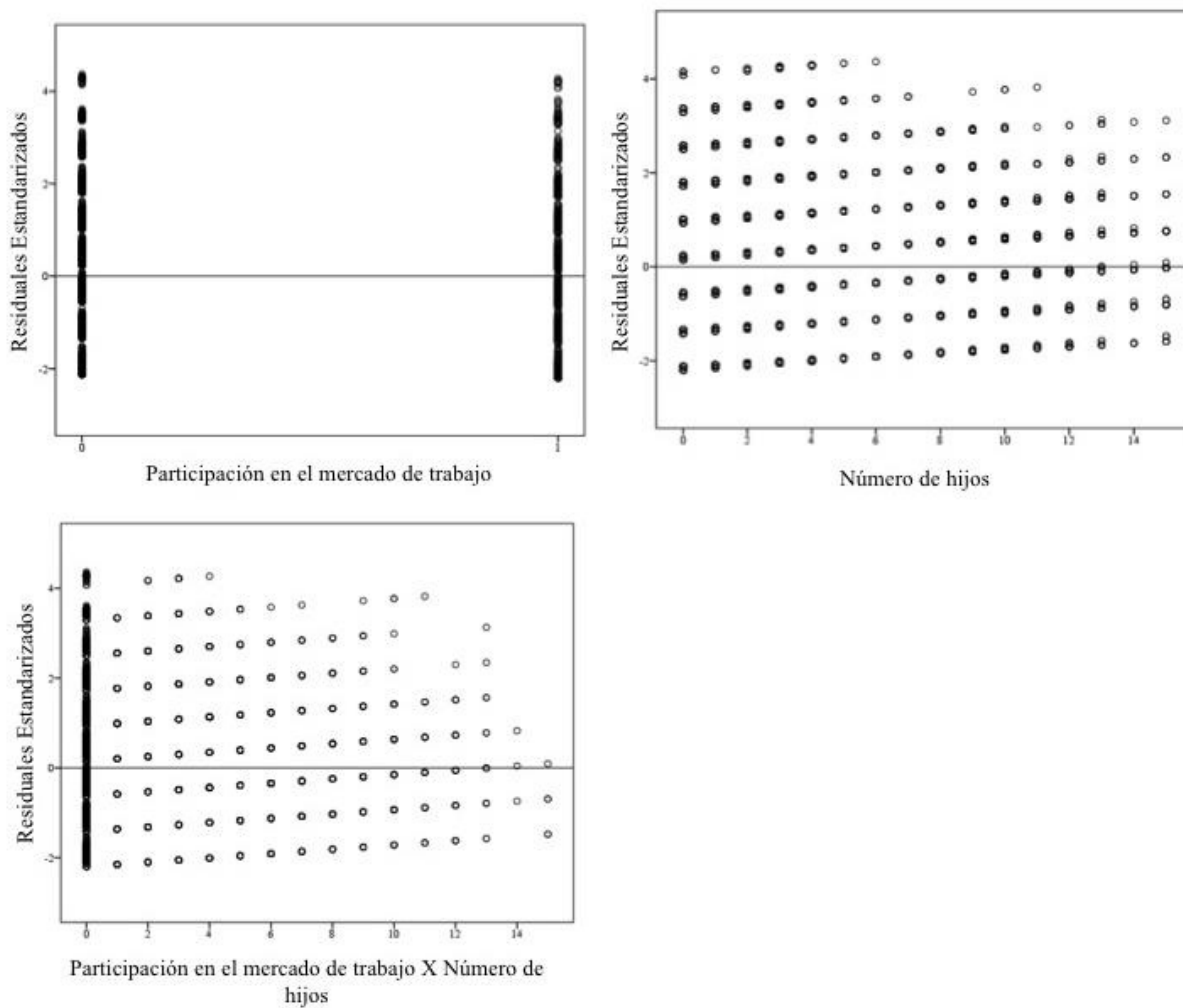 Residuales Estandarizados
4
2
0
-2
0
1
Participación en el mercado de trabajo
Residuales Estandarizados
4
2
0
-2
0 2 4 6 8 10 12 14
Número de hijos
Residuales Estandarizados
4
2
0
-2
0 2 4 6 8 10 12 14
Participación en el mercado de trabajo X Número de
hijos